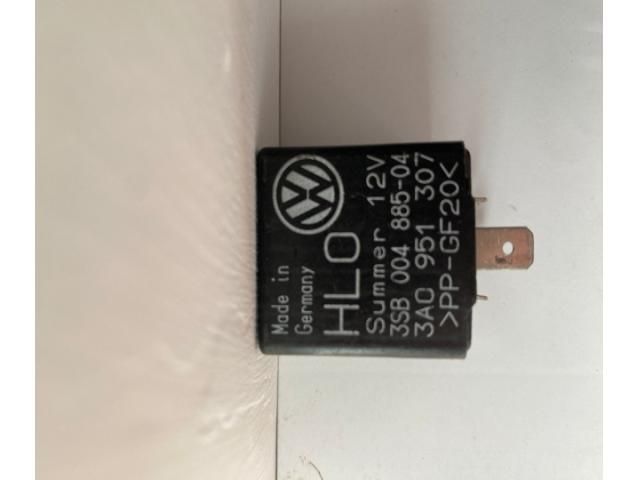 Made in
Germany
HLO
Summer 12V
3SB 004 885-04
3A0 951 307
>PP-GF20<